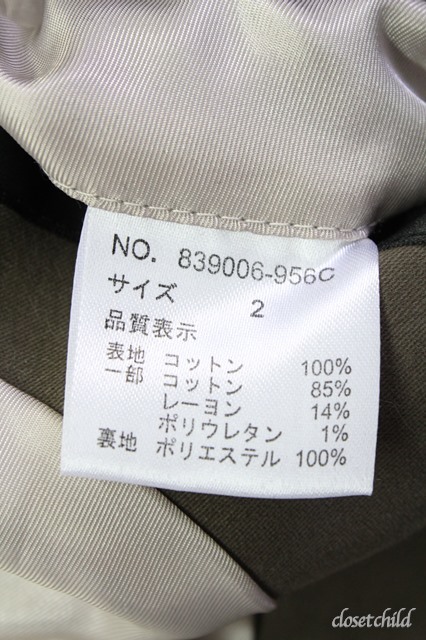 NO. 839006-956C
サイズ 2
品質表示
表地 コットン 100%
一部 コットン 85%
レーヨン 14%
ポリウレタン 1%
裏地 ポリエステル 100%
closetchild